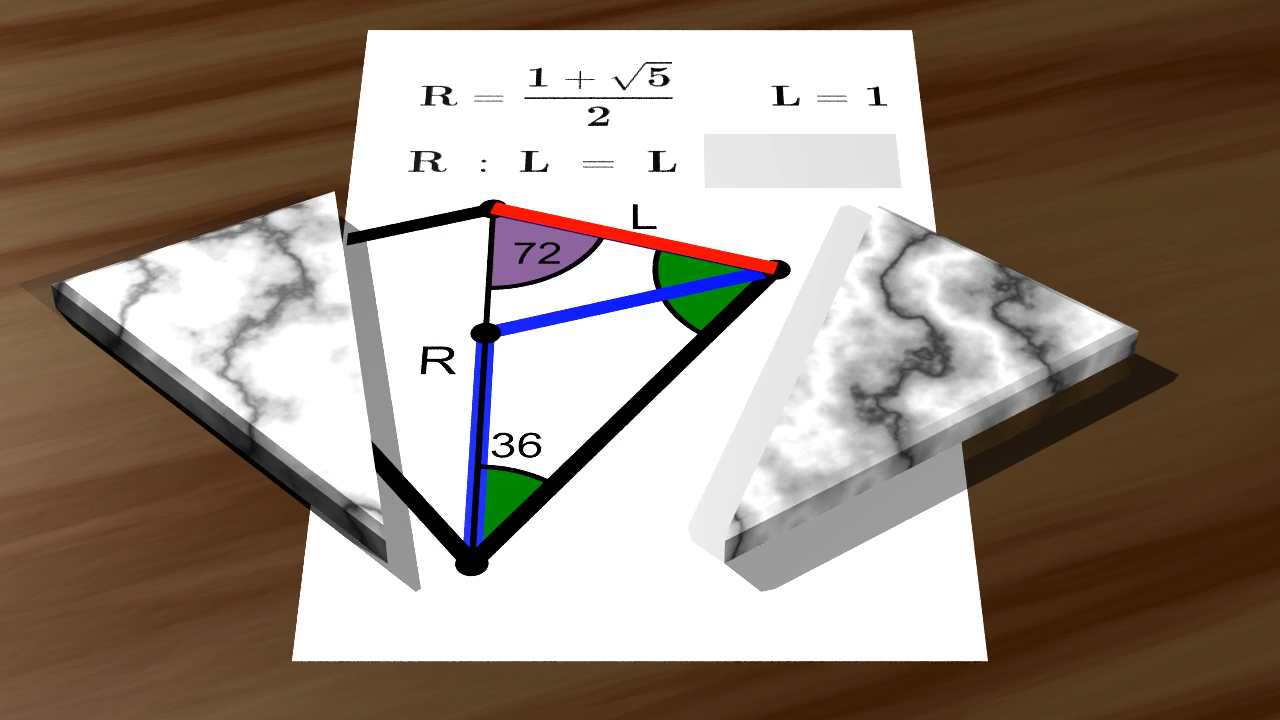 R = (1 + √5) / 2 L = 1
R : L = L
L
72
R
36